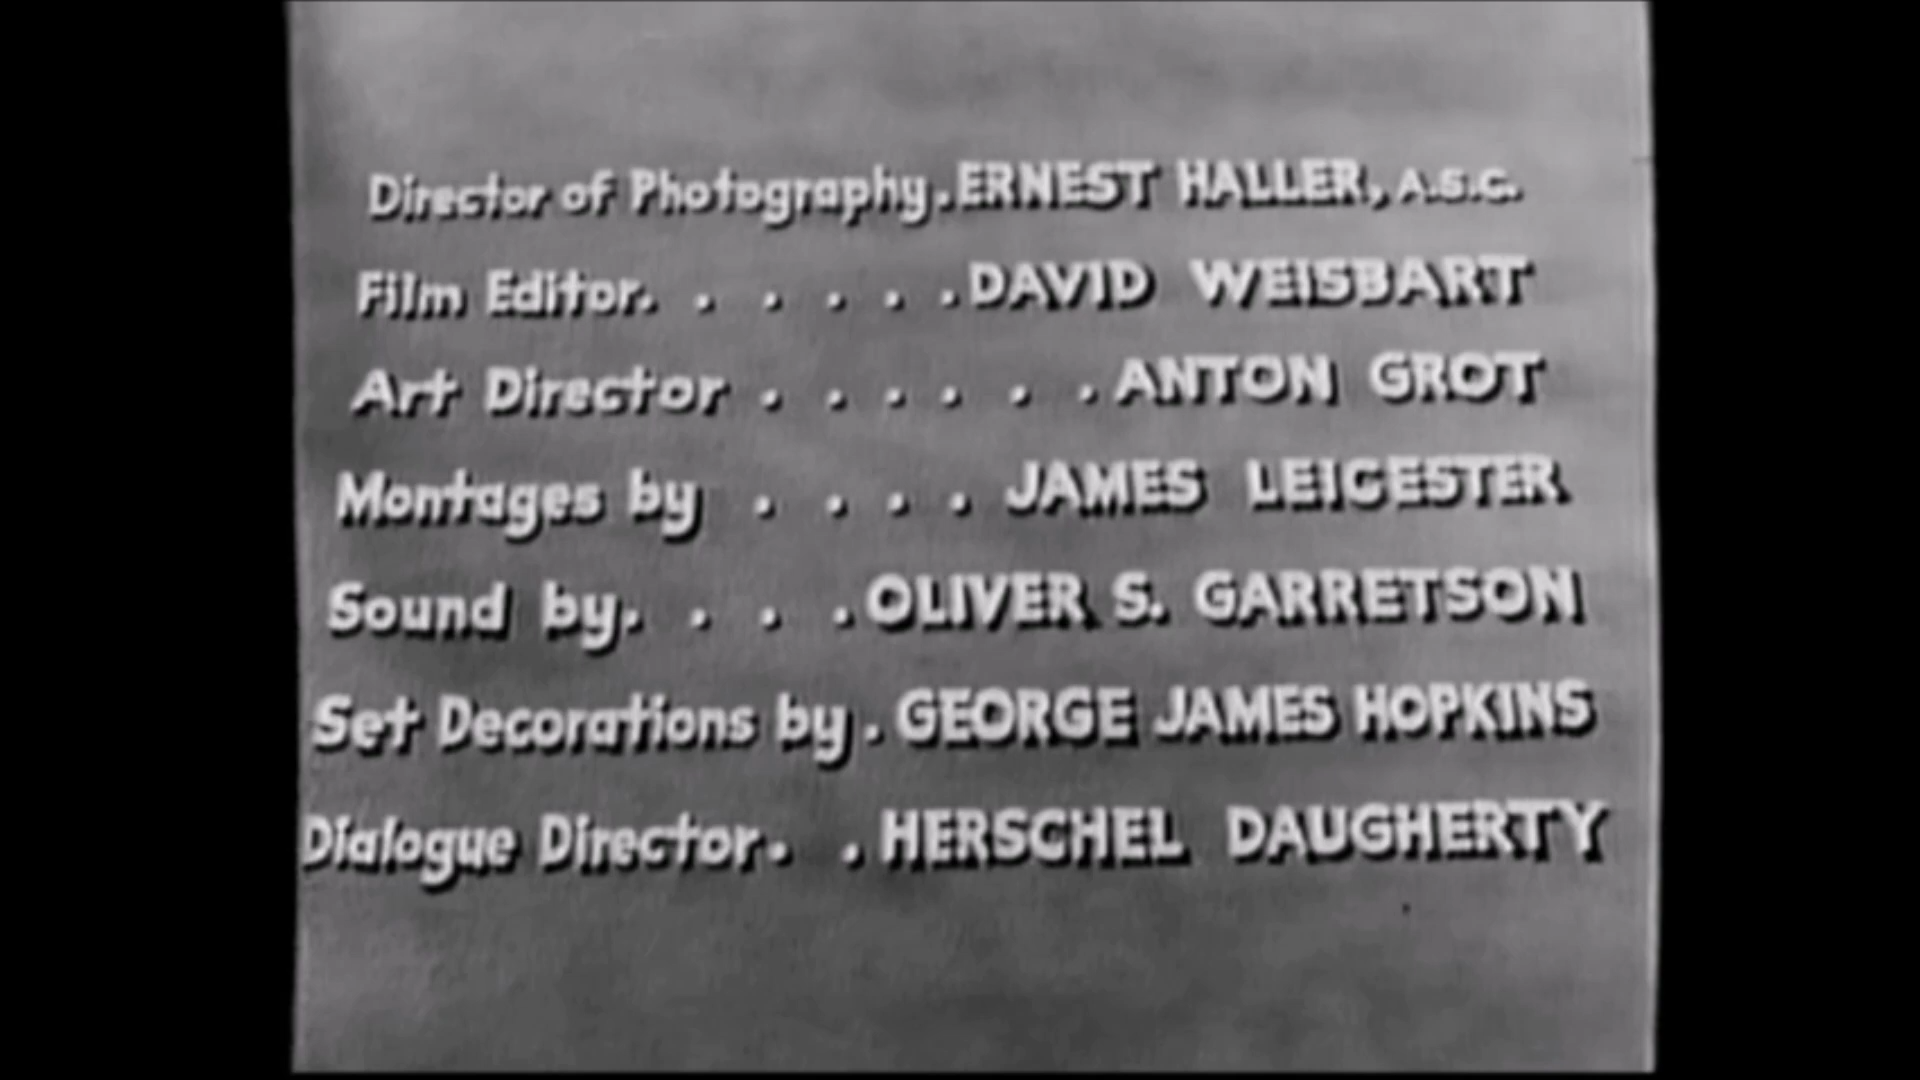 Director of Photography.ERNEST HALLER, A.S.C.
Film Editor. . . . . .DAVID WEISBART
Art Director . . . . . .ANTON GROT
Montages by . . . . JAMES LEICESTER
Sound by. . . .OLIVER S. GARRETSON
Set Decorations by . GEORGE JAMES HOPKINS
Dialogue Director. .HERSCHEL DAUGHERTY